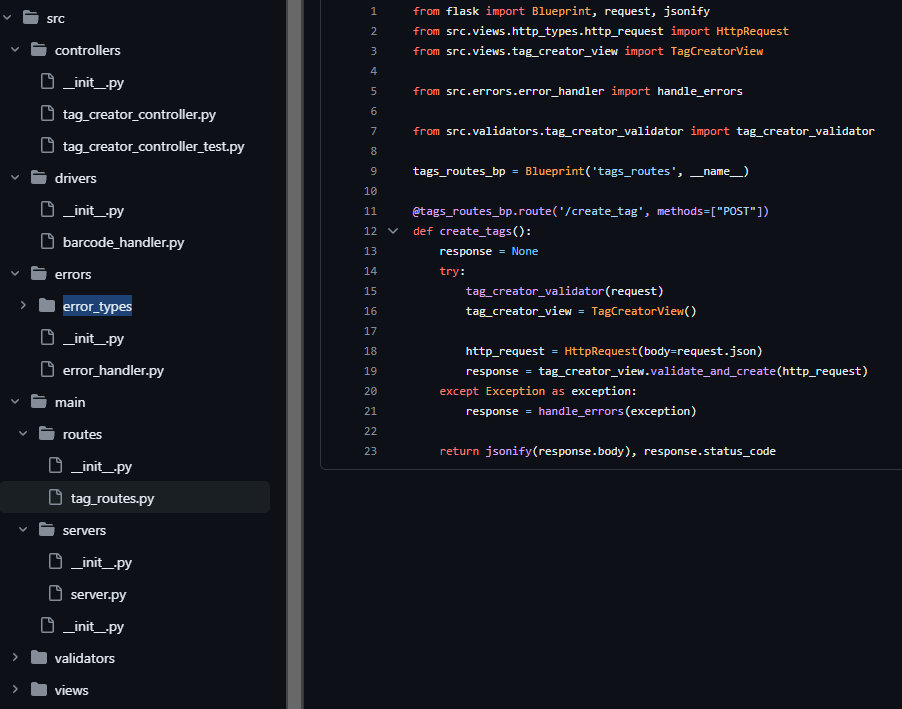 src
controllers
__init__.py
tag_creator_controller.py
tag_creator_controller_test.py
drivers
__init__.py
barcode_handler.py
errors
error_types
__init__.py
error_handler.py
main
routes
__init__.py
tag_routes.py
servers
__init__.py
server.py
__init__.py
validators
views
1 from flask import Blueprint, request, jsonify
2 from src.views.http_types.http_request import HttpRequest
3 from src.views.tag_creator_view import TagCreatorView
4
5 from src.errors.error_handler import handle_errors
6
7 from src.validators.tag_creator_validator import tag_creator_validator
8
9 tags_routes_bp = Blueprint('tags_routes', __name__)
10
11 @tags_routes_bp.route('/create_tag', methods=["POST"])
12 def create_tags():
13     response = None
14     try:
15         tag_creator_validator(request)
16         tag_creator_view = TagCreatorView()
17
18         http_request = HttpRequest(body=request.json)
19         response = tag_creator_view.validate_and_create(http_request)
20     except Exception as exception:
21         response = handle_errors(exception)
22
23     return jsonify(response.body), response.status_code